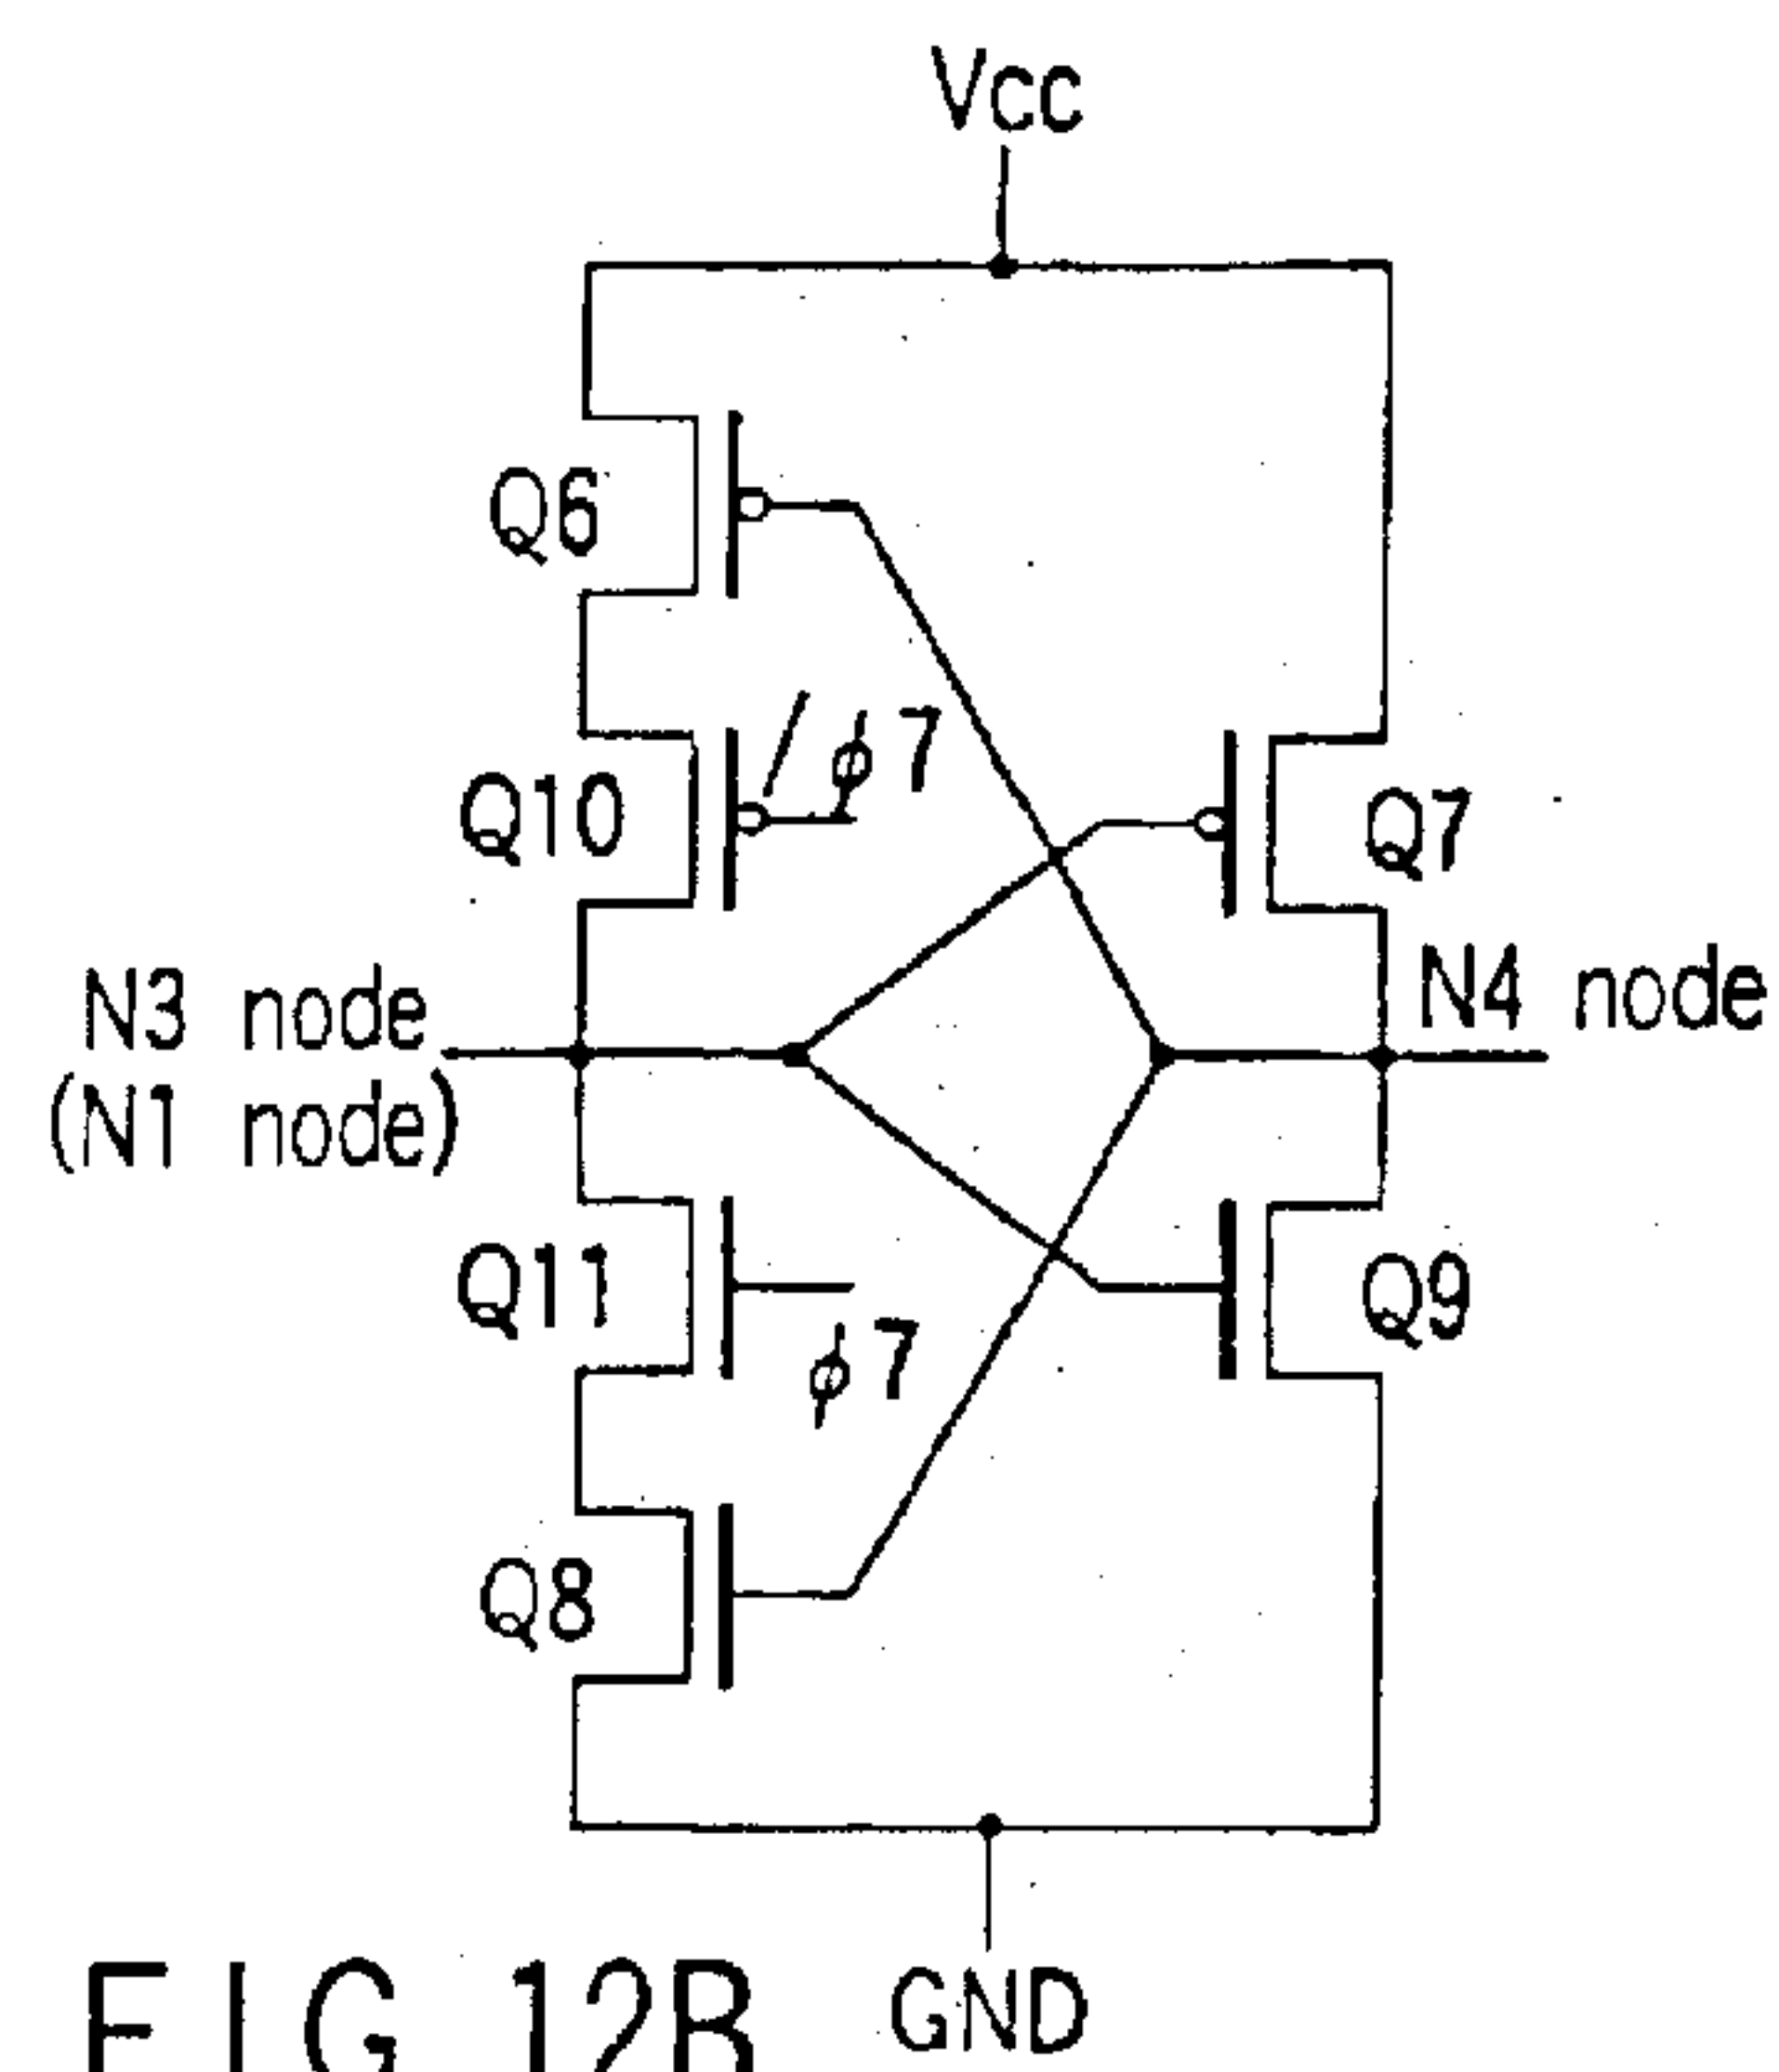 Vcc
Q6
/φ7
Q10
Q7
N3 node
(N1 node)
N4 node
Q11
φ7
Q9
Q8
GND
FIG 12B